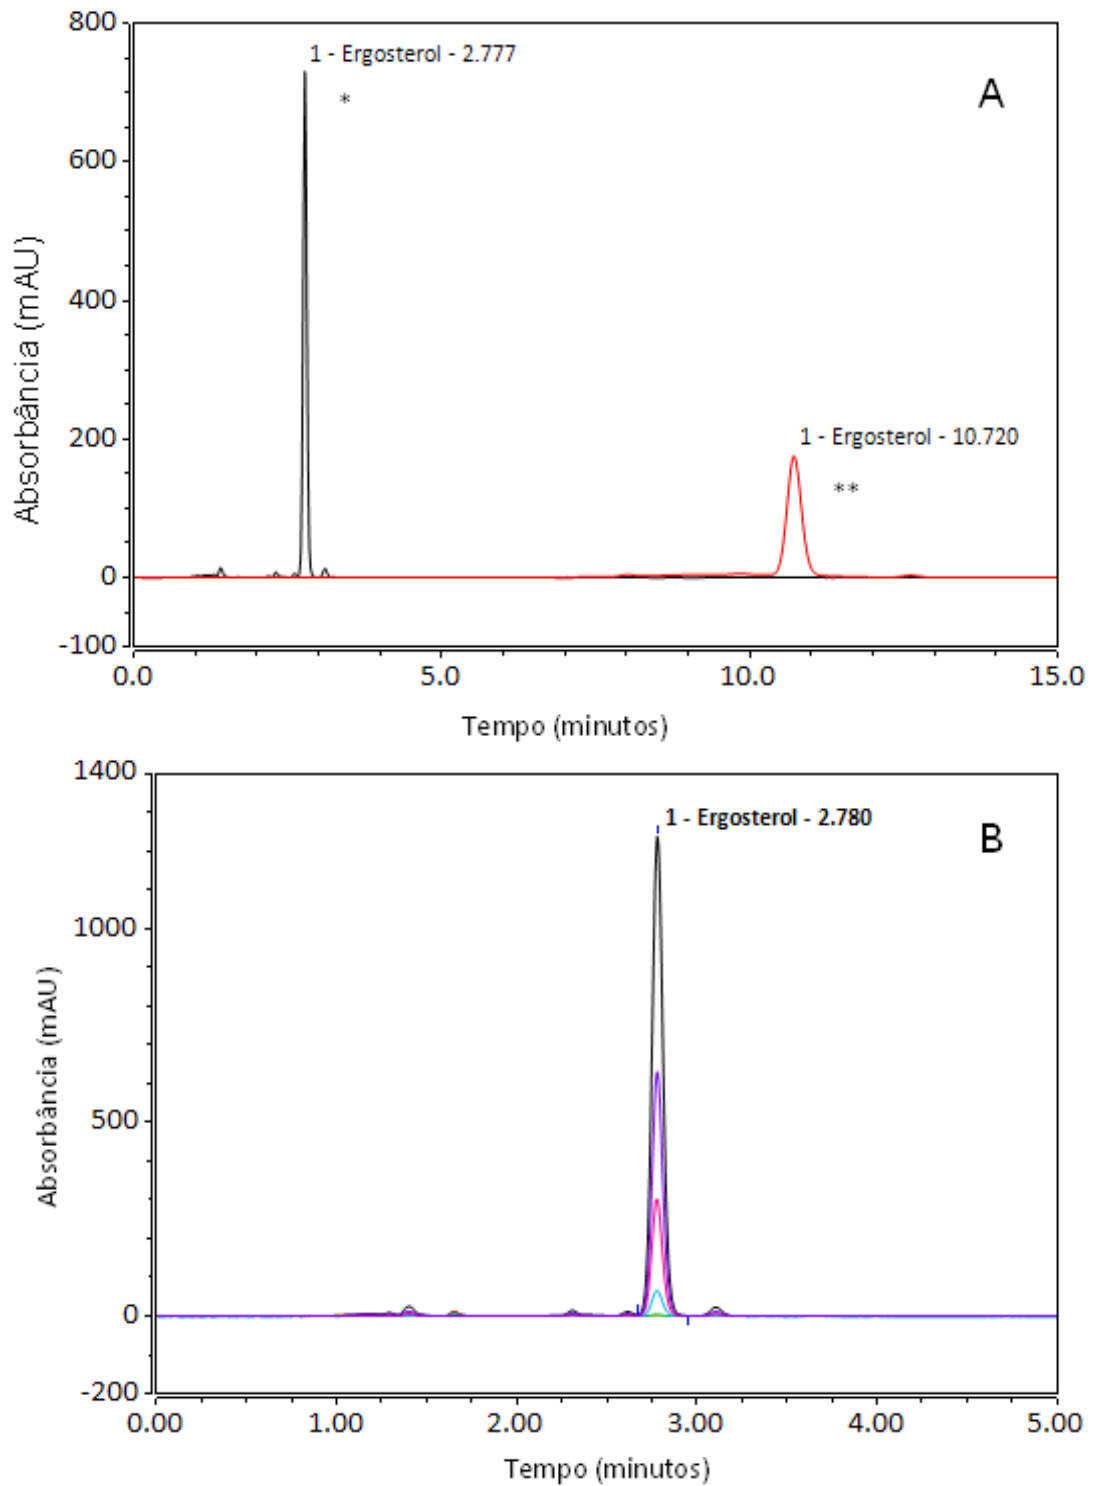 800
1 - Ergosterol - 2.777
*
A
600
400
1 - Ergosterol - 10.720
**
200
0
-100
0.0 5.0 10.0 15.0
Absorbância (mAU)
Tempo (minutos)
1400
1 - Ergosterol - 2.780
B
1000
500
0
-200
0.00 1.00 2.00 3.00 4.00 5.00
Absorbância (mAU)
Tempo (minutos)